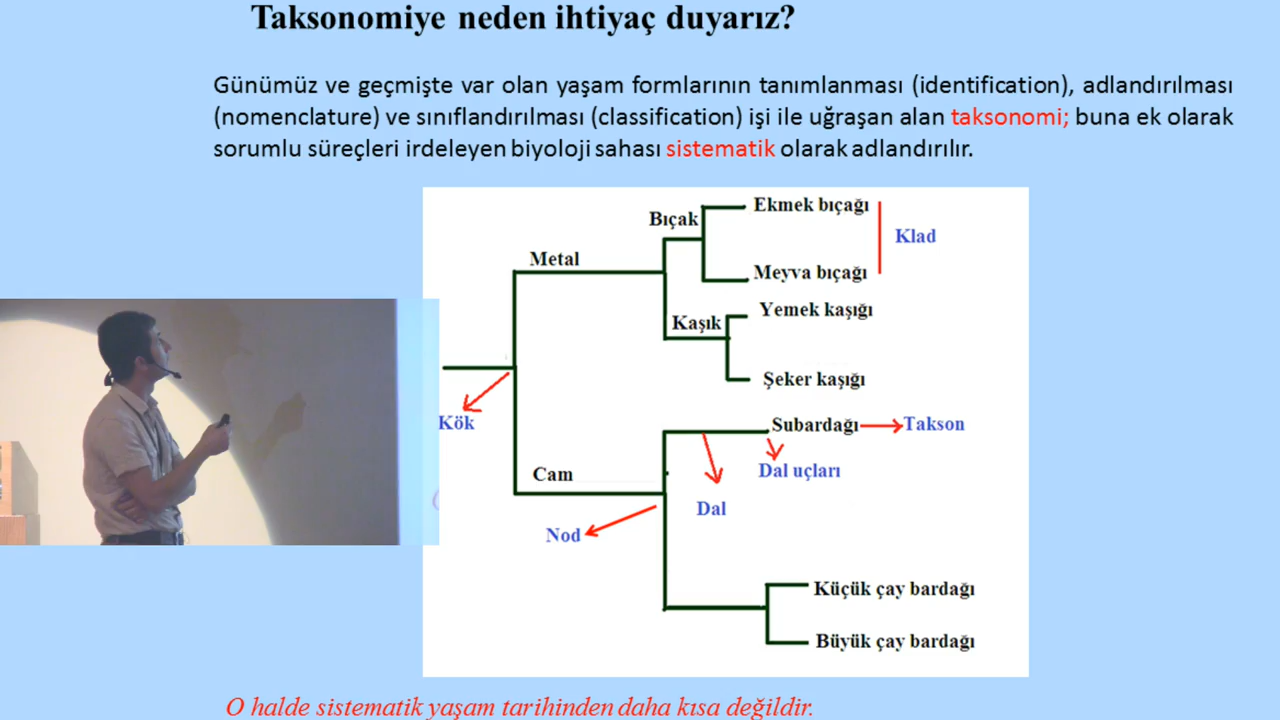 Taksonomiye neden ihtiyaç duyarız?
Günümüz ve geçmişte var olan yaşam formlarının tanımlanması (identification), adlandırılması
(nomenclature) ve sınıflandırılması (classification) işi ile uğraşan alan taksonomi; buna ek olarak
sorumlu süreçleri irdeleyen biyoloji sahası sistematik olarak adlandırılır.
Ekmek bıçağı
Bıçak
Klad
Metal
Meyva bıçağı
Yemek kaşığı
Kaşık
Şeker kaşığı
Kök
Subardağı
Takson
Cam
Dal uçları
Dal
Nod
Küçük çay bardağı
Büyük çay bardağı
O halde sistematik yaşam tarihinden daha kısa değildir.